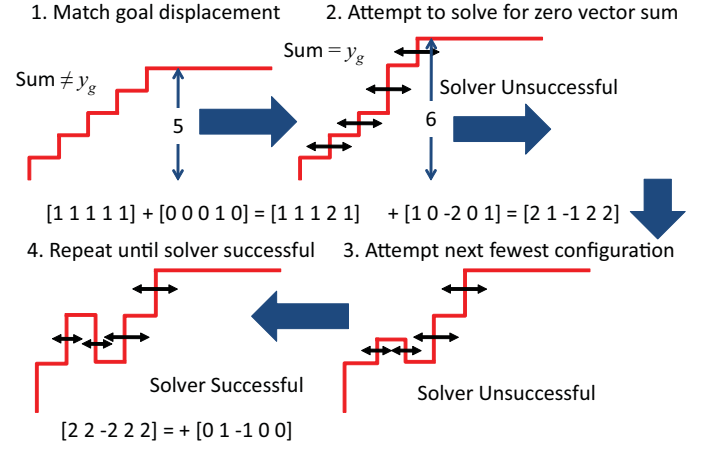 1. Match goal displacement
2. Attempt to solve for zero vector sum
Sum ≠ y_g
5
Sum = y_g
Solver Unsuccessful
6
[1 1 1 1 1] + [0 0 0 1 0] = [1 1 1 2 1]
+ [1 0 -2 0 1] = [2 1 -1 2 2]
4. Repeat until solver successful
3. Attempt next fewest configuration
Solver Successful
Solver Unsuccessful
[2 2 -2 2 2] = + [0 1 -1 0 0]